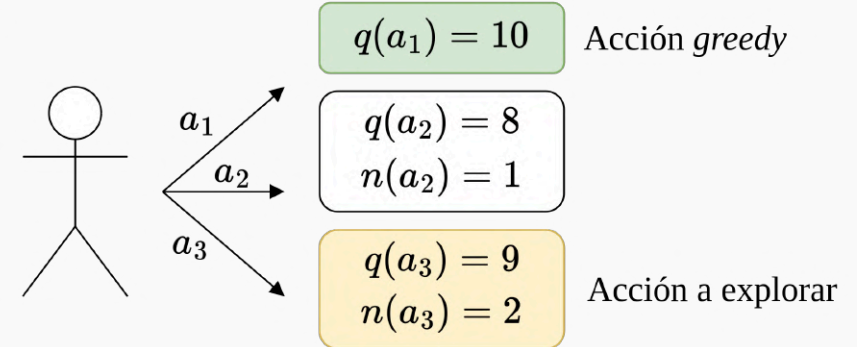 q(a₁) = 10 Acción greedy
a₁
q(a₂) = 8
a₂
n(a₂) = 1
a₃
q(a₃) = 9
n(a₃) = 2
Acción a explorar